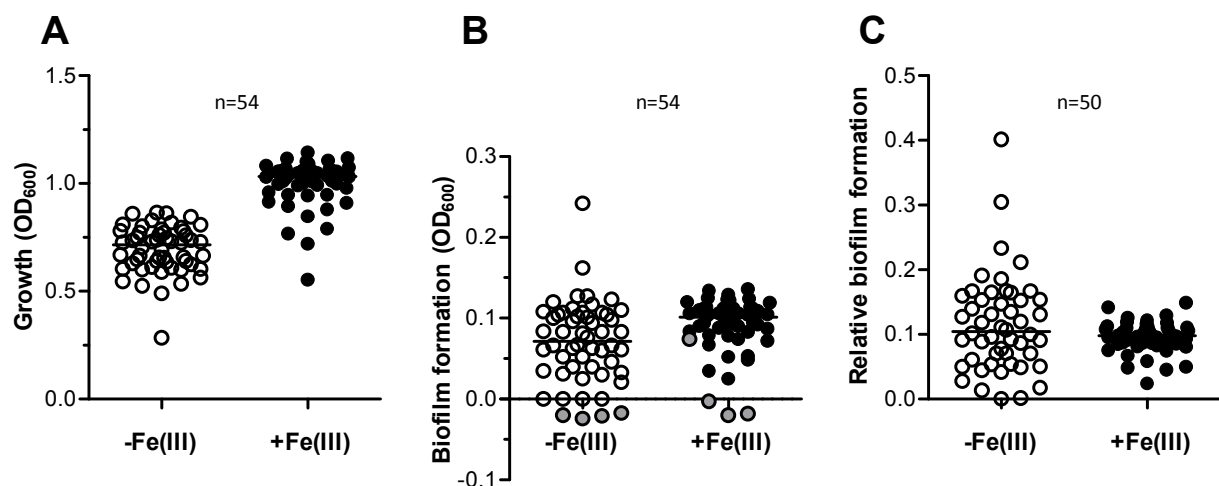 A
Growth (OD600)
1.5
1.0
0.5
0.0
n=54
-Fe(III)
+Fe(III)
B
Biofilm formation (OD600)
0.3
0.2
0.1
0.0
-0.1
n=54
-Fe(III)
+Fe(III)
C
Relative biofilm formation
0.5
0.4
0.3
0.2
0.1
0.0
n=50
-Fe(III)
+Fe(III)